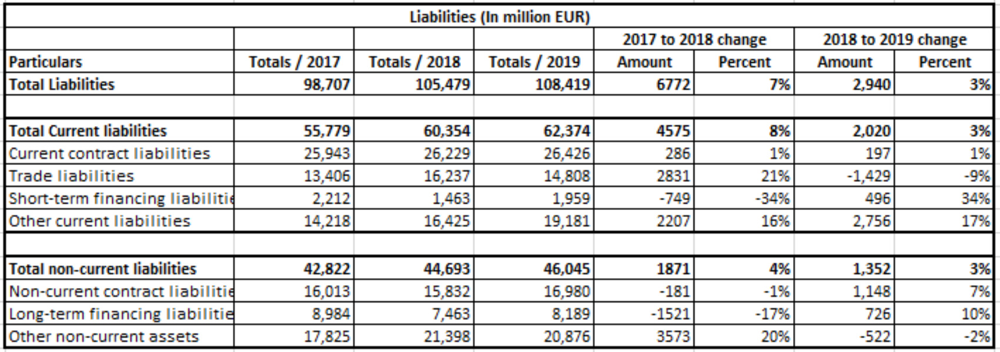 Liabilities (In million EUR)
2017 to 2018 change 2018 to 2019 change
Particulars Totals / 2017 Totals / 2018 Totals / 2019 Amount Percent Amount Percent
Total Liabilities 98,707 105,479 108,419 6772 7% 2,940 3%
Total Current liabilities 55,779 60,354 62,374 4575 8% 2,020 3%
Current contract liabilities 25,943 26,229 26,426 286 1% 197 1%
Trade liabilities 13,406 16,237 14,808 2831 21% -1,429 -9%
Short-term financing liabilitie 2,212 1,463 1,959 -749 -34% 496 34%
Other current liabilities 14,218 16,425 19,181 2207 16% 2,756 17%
Total non-current liabilities 42,822 44,693 46,045 1871 4% 1,352 3%
Non-current contract liabilitie 16,013 15,832 16,980 -181 -1% 1,148 7%
Long-term financing liabilitie 8,984 7,463 8,189 -1521 -17% 726 10%
Other non-current assets 17,825 21,398 20,876 3573 20% -522 -2%